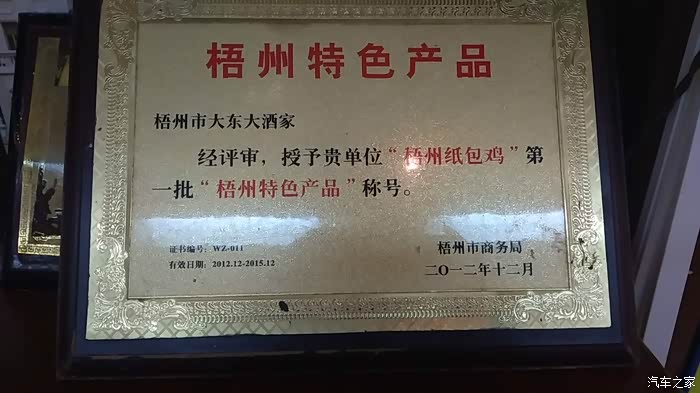 梧州特色产品
梧州市大东大酒家
经评审，授予贵单位“梧州纸包鸡”第
一批“梧州特色产品”称号。
证书编号：WZ-011
有效日期：2012.12-2015.12
梧州市商务局
二〇一二年十二月
汽车之家